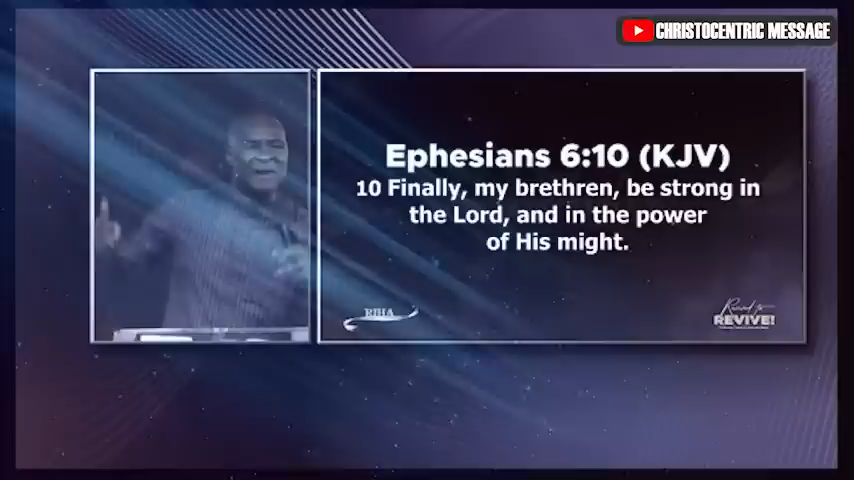 CHRISTOCENTRIC MESSAGE
Ephesians 6:10 (KJV)
10 Finally, my brethren, be strong in
the Lord, and in the power
of His might.
RBHA
REVIVE!